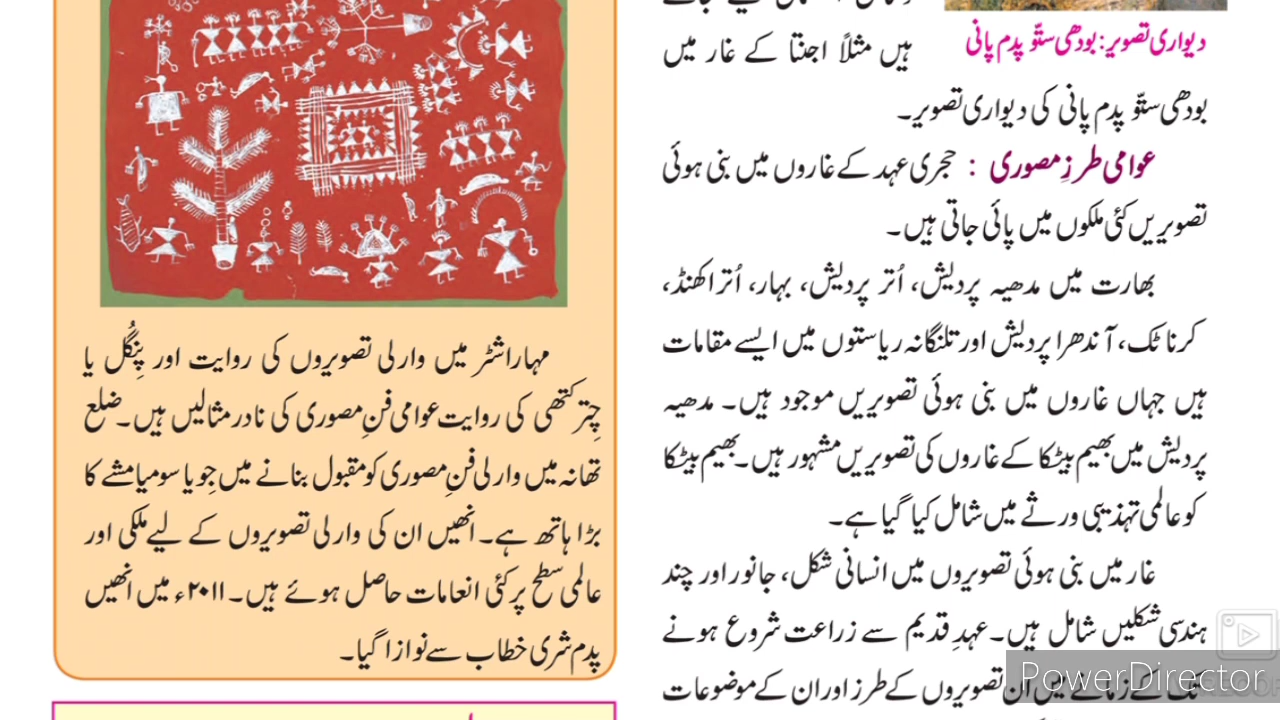 دیواری تصویر : بودھی ستّو پدم پانی
ہیں مثلاً اجنتا کے غار میں
بودھی ستّو پدم پانی کی دیواری تصویر۔
عوامی طرزِ مصوری : حجری عہد کے غاروں میں بنی ہوئی
تصویریں کئی ملکوں میں پائی جاتی ہیں۔
بھارت میں مدھیہ پردیش، اُتر پردیش، بہار، اُتراکھنڈ،
کرناٹک، آندھرا پردیش اور تلنگانہ ریاستوں میں ایسے مقامات
ہیں جہاں غاروں میں بنی ہوئی تصویریں موجود ہیں۔ مدھیہ
پردیش میں بھیم بیٹکا کے غاروں کی تصویریں مشہور ہیں۔ بھیم بیٹکا
کو عالمی تہذیبی ورثے میں شامل کیا گیا ہے۔
غار میں بنی ہوئی تصویروں میں انسانی شکل، جانور اور چند
ہندسی شکلیں شامل ہیں۔ عہدِ قدیم سے زراعت شروع ہونے
تک کے زمانے میں ان تصویروں کے طرز اور ان کے موضوعات
مہاراشٹر میں وارلی تصویروں کی روایت اور پِنگُل یا
چِتر کتھی کی روایت عوامی فنِ مصوری کی نادر مثالیں ہیں۔ ضلع
تھانہ میں وارلی فنِ مصوری کو مقبول بنانے میں جِویا سومیا مشے کا
بڑا ہاتھ ہے۔ انھیں ان کی وارلی تصویروں کے لیے ملکی اور
عالمی سطح پر کئی انعامات حاصل ہوئے ہیں۔ ۲۰۱۱ء میں انھیں
پدم شری خطاب سے نوازا گیا۔
PowerDirector